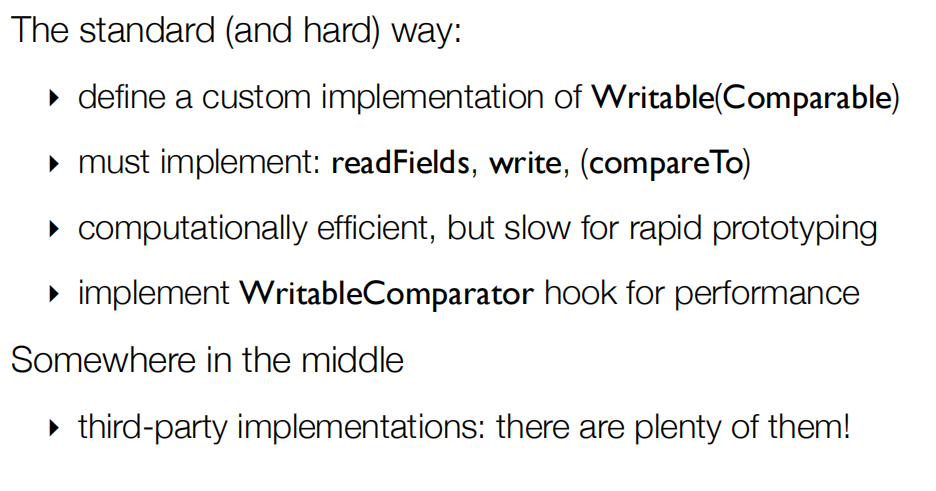 The standard (and hard) way:
‣ define a custom implementation of Writable(Comparable)
‣ must implement: readFields, write, (compareTo)
‣ computationally efficient, but slow for rapid prototyping
‣ implement WritableComparator hook for performance
Somewhere in the middle
‣ third-party implementations: there are plenty of them!